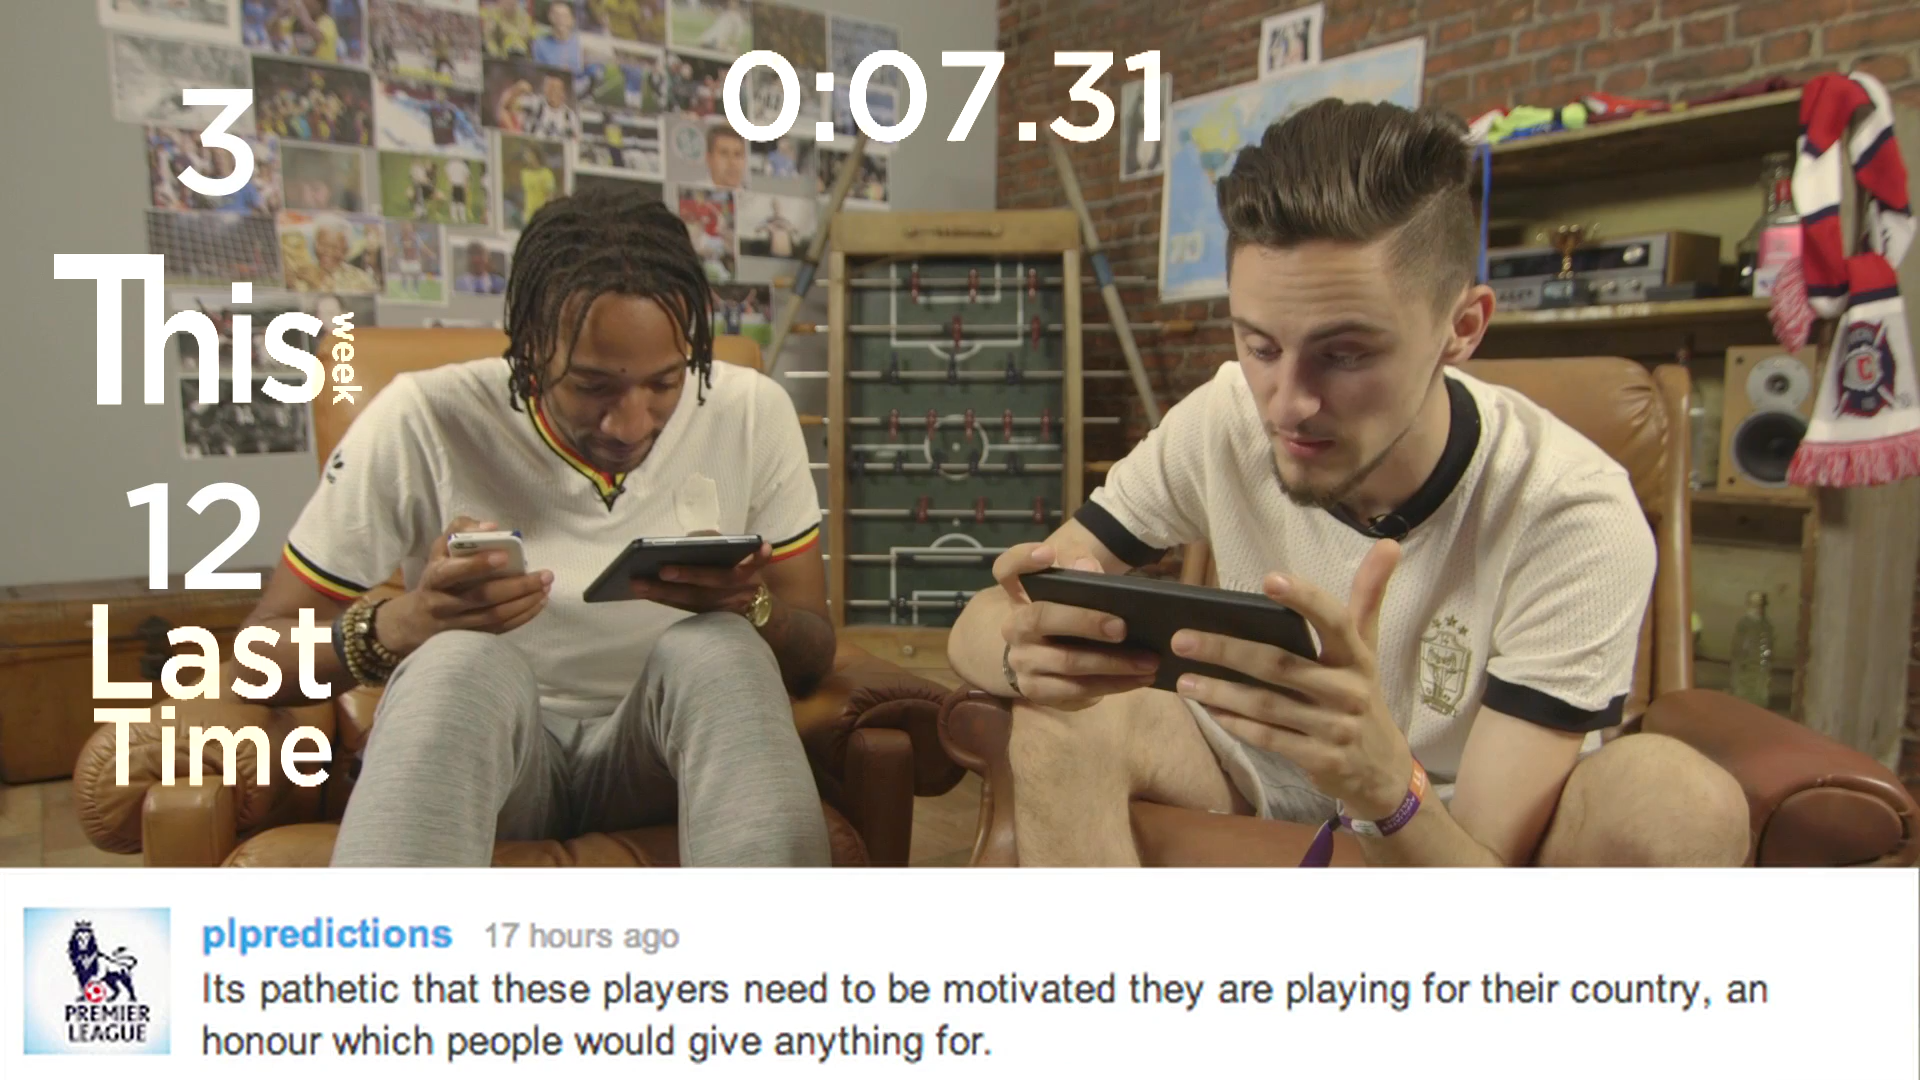 0:07.31
3
This
week
12
Last
Time
plpredictions 17 hours ago
Its pathetic that these players need to be motivated they are playing for their country, an
honour which people would give anything for.
PREMIER
LEAGUE